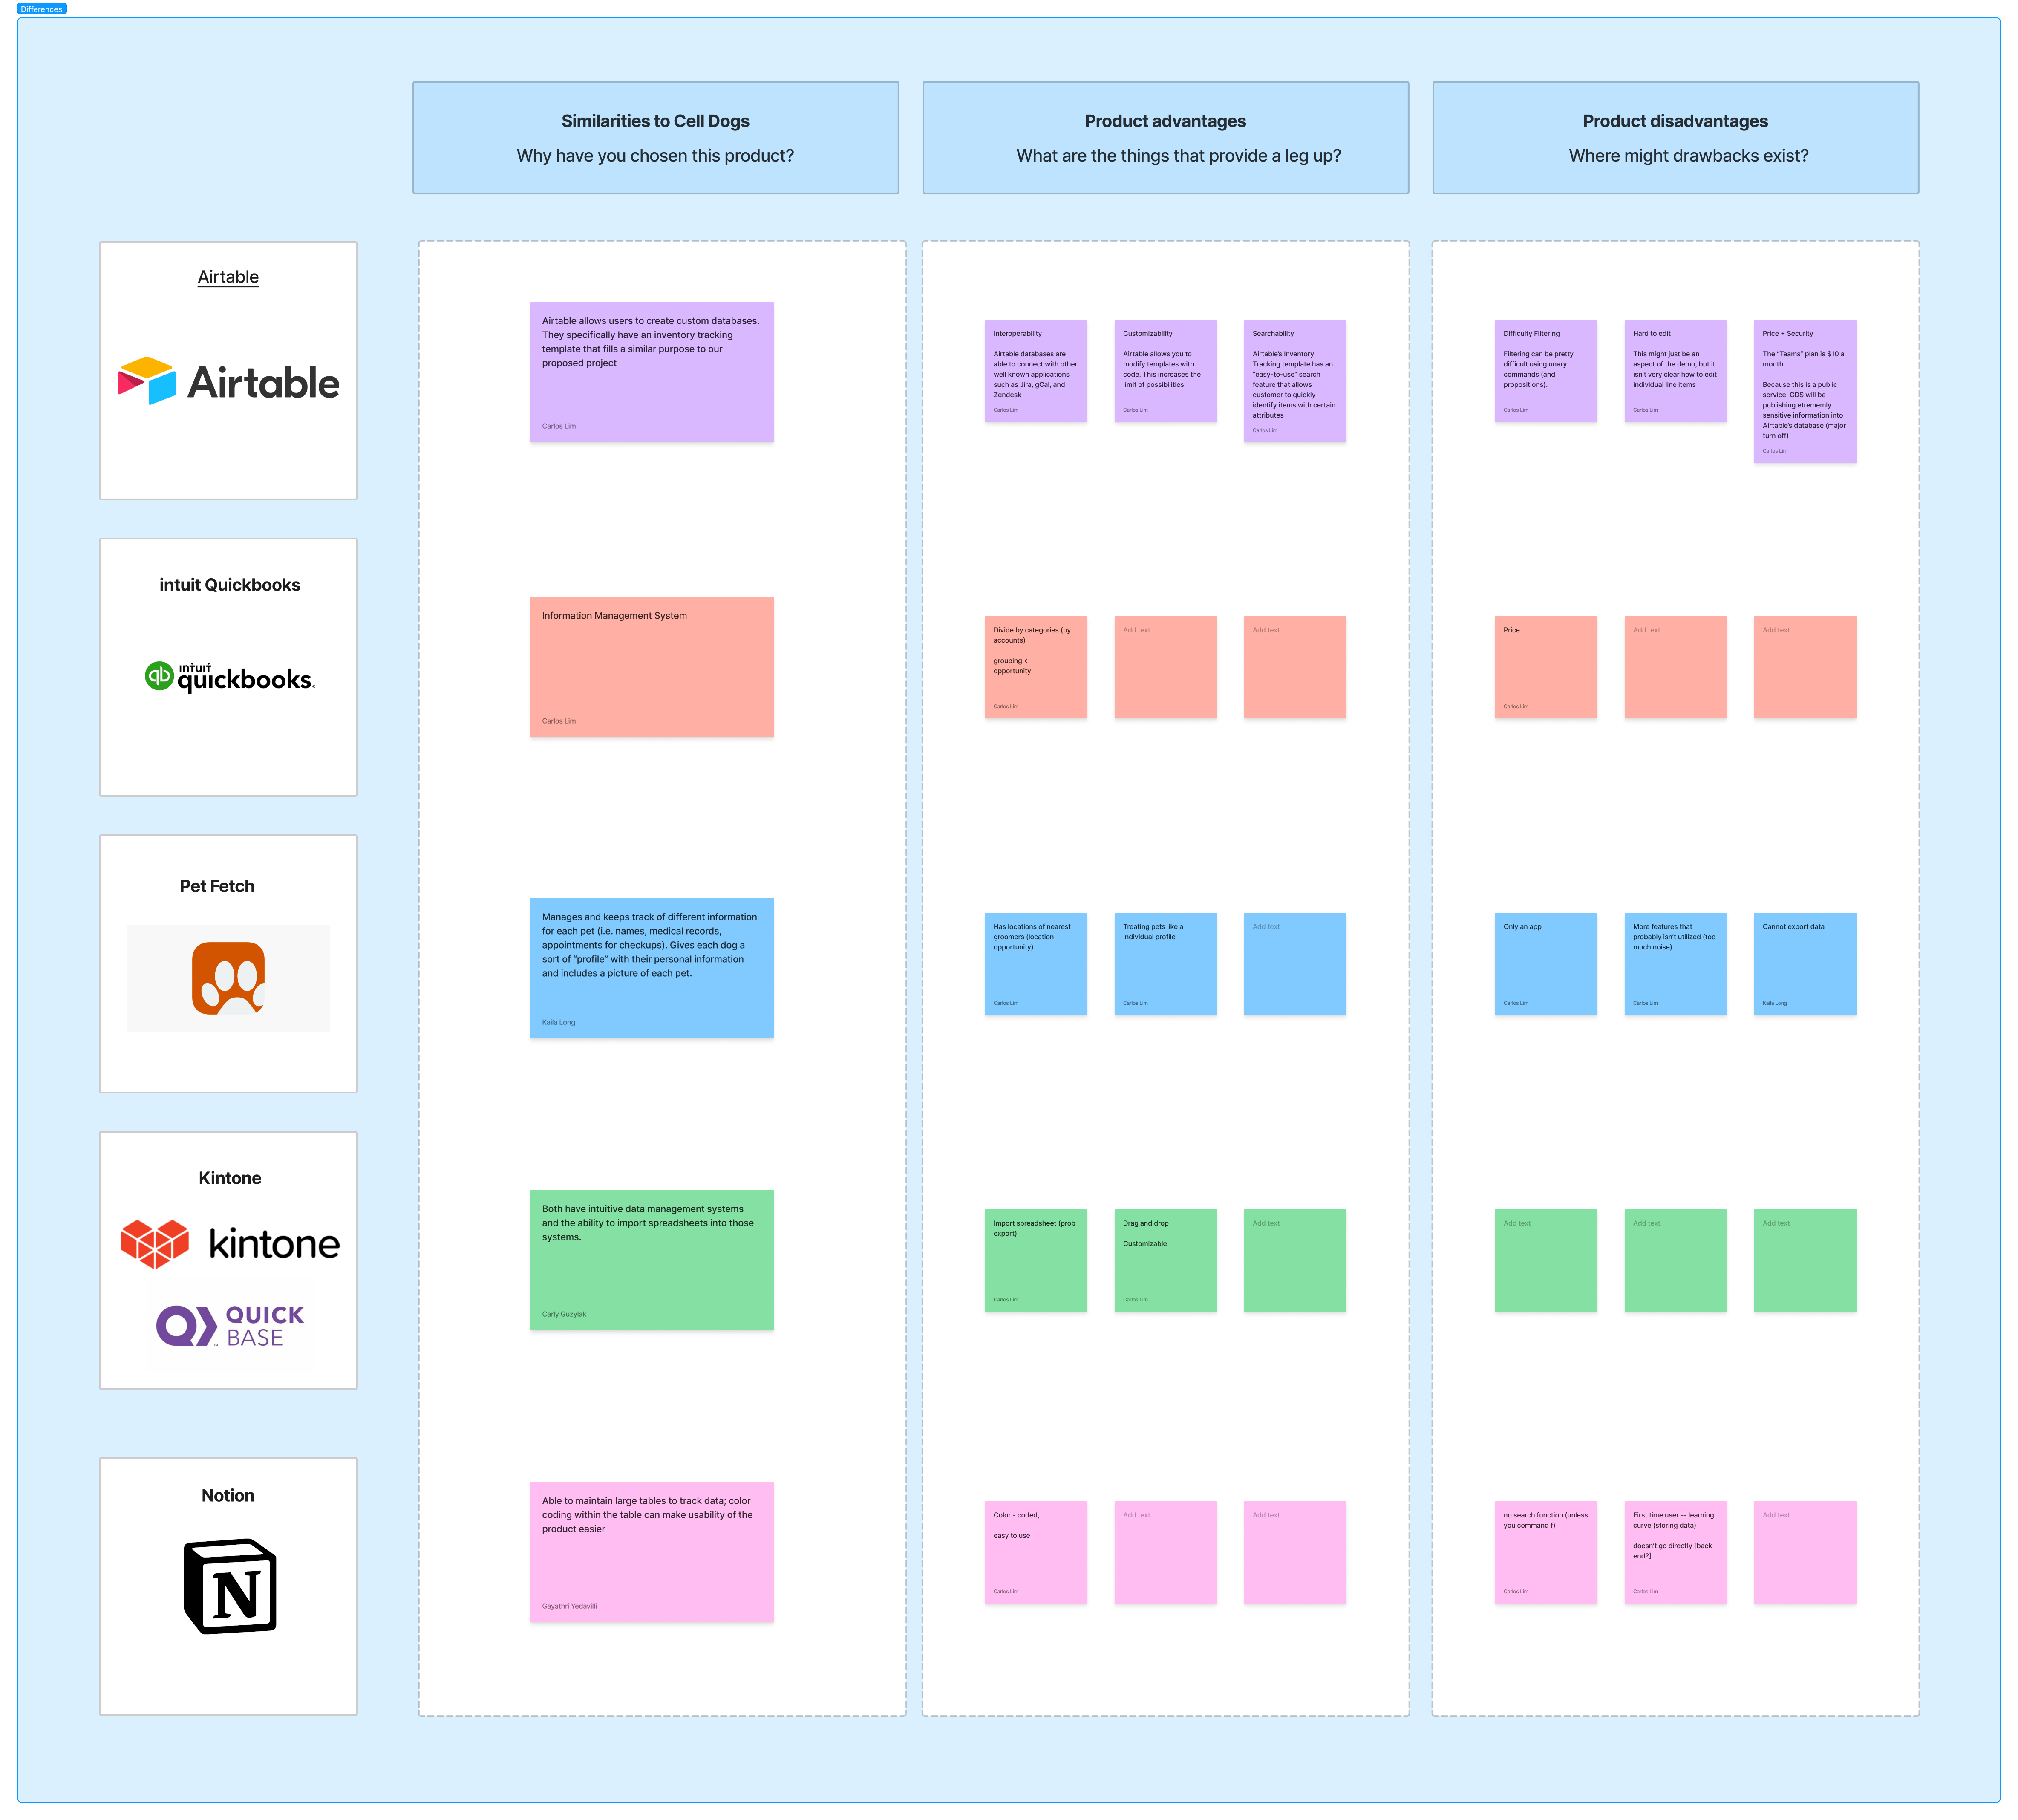 Differences
Similarities to Cell Dogs
Why have you chosen this product?
Product advantages
What are the things that provide a leg up?
Product disadvantages
Where might drawbacks exist?
Airtable
Airtable
Airtable allows users to create custom databases.
They specifically have an inventory tracking
template that fills a similar purpose to our
proposed project
Carlos Lim
Interoperability
Airtable databases are
able to connect with other
well known applications
such as Jira, gCal, and
Zendesk
Carlos Lim
Customizability
Airtable allows you to
modify templates with
code. This increases the
limit of possibilities
Carlos Lim
Searchability
Airtable's Inventory
Tracking template has an
"easy-to-use" search
feature that allows
customer to quickly
identify items with certain
attributes
Carlos Lim
Difficulty Filtering
Filtering can be pretty
difficult using unary
commands (and
propositions).
Carlos Lim
Hard to edit
This might just be an
aspect of the demo, but it
isn't very clear how to edit
individual line items
Carlos Lim
Price + Security
The "Teams" plan is $10 a
month
Because this is a public
service, CDS will be
publishing etrememly
sensitive information into
Airtable's database (major
turn off)
Carlos Lim
intuit Quickbooks
intuit
quickbooks.
Information Management System
Carlos Lim
Divide by categories (by
accounts)
grouping <----
opportunity
Carlos Lim
Add text
Add text
Price
Carlos Lim
Add text
Add text
Pet Fetch
Manages and keeps track of different information
for each pet (i.e. names, medical records,
appointments for checkups). Gives each dog a
sort of "profile" with their personal information
and includes a picture of each pet.
Kaila Long
Has locations of nearest
groomers (location
opportunity)
Carlos Lim
Treating pets like a
individual profile
Carlos Lim
Add text
Only an app
Carlos Lim
More features that
probably isn't utilized (too
much noise)
Carlos Lim
Cannot export data
Kaila Long
Kintone
kintone
QUICK
BASE
Both have intuitive data management systems
and the ability to import spreadsheets into those
systems.
Carly Guzylak
Import spreadsheet (prob
export)
Carlos Lim
Drag and drop
Customizable
Carlos Lim
Add text
Add text
Add text
Add text
Notion
N
Able to maintain large tables to track data; color
coding within the table can make usability of the
product easier
Gayathri Yedavilli
Color - coded,
easy to use
Carlos Lim
Add text
Add text
no search function (unless
you command f)
Carlos Lim
First time user -- learning
curve (storing data)
doesn't go directly [back-
end?]
Carlos Lim
Add text